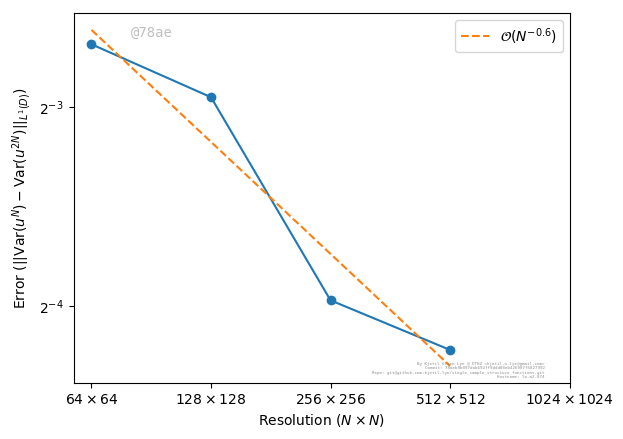 @78ae
𝒪(N^{-0.6})
2^{-3}
2^{-4}
Error (||Var(u^N) − Var(u^{2N})||_{L^1(D)})
64 × 64
128 × 128
256 × 256
512 × 512
1024 × 1024
Resolution (N × N)